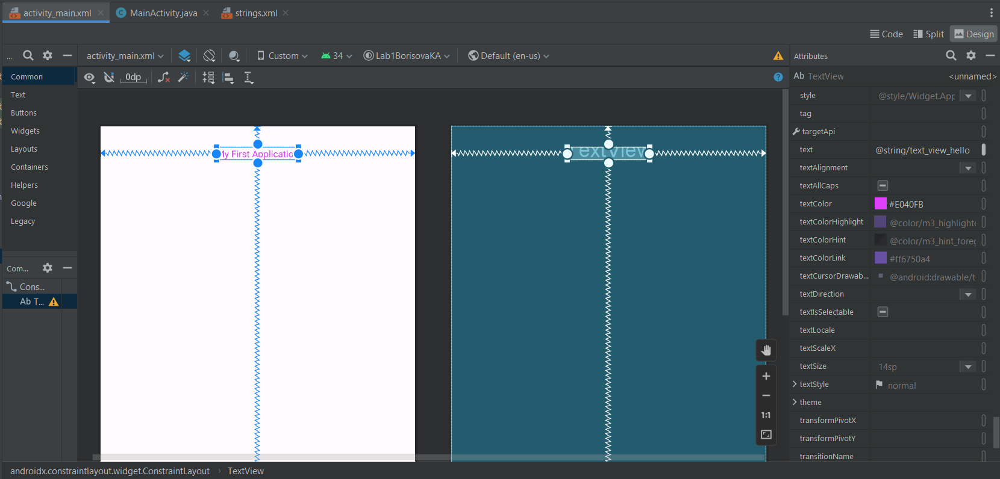 activity_main.xml MainActivity.java strings.xml
Code Split Design
... activity_main.xml Custom 34 Lab1BorisovaKA Default (en-us) Attributes
Common 0dp Ab TextView <unnamed>
Text
Buttons
Widgets
Layouts
Containers
Helpers
Google
Legacy
Com...
Cons...
Ab T...
My First Applicatio
TextView
1:1
style @style/Widget.App
tag
targetApi
text @string/text_view_hello
textAlignment
textAllCaps
textColor #E040FB
textColorHighlight @color/m3_highlighte
textColorHint @color/m3_hint_foreg
textColorLink #ff6750a4
textCursorDrawab... @android:drawable/t
textDirection
textIsSelectable
textLocale
textScaleX
textSize 14sp
textStyle normal
theme
transformPivotX
transformPivotY
transitionName
androidx.constraintlayout.widget.ConstraintLayout › TextView